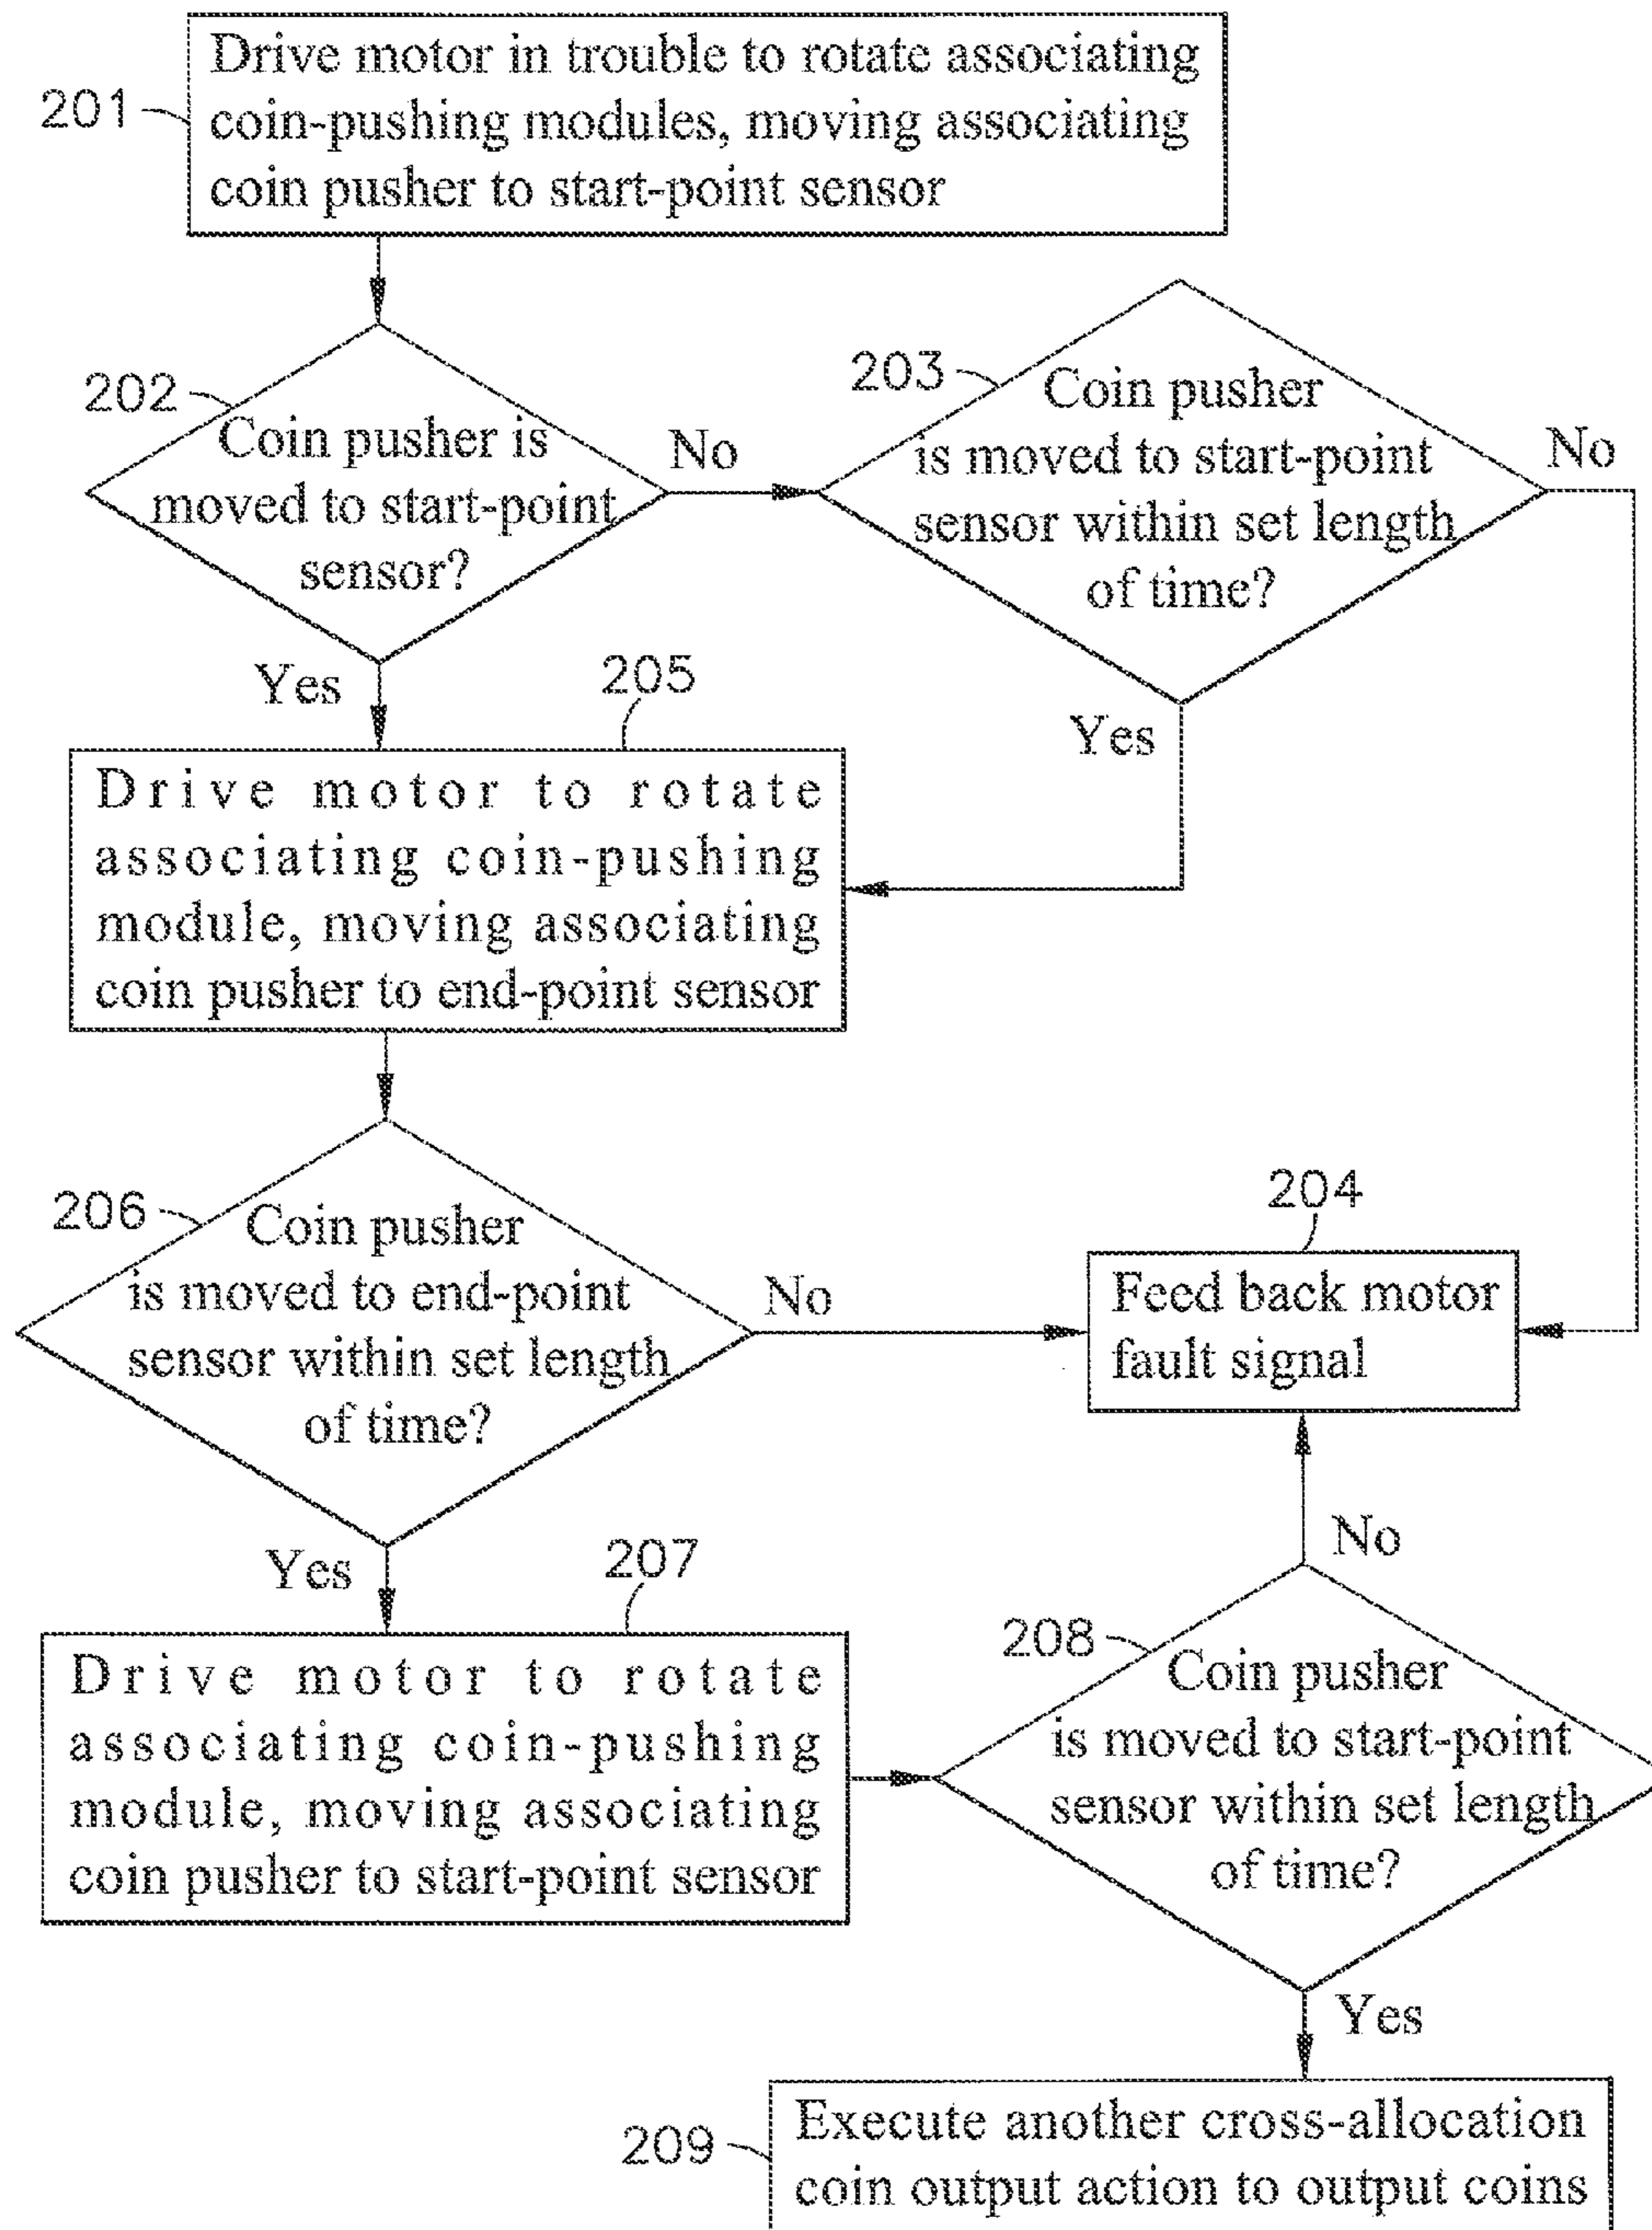 201
Drive motor in trouble to rotate associating
coin-pushing modules, moving associating
coin pusher to start-point sensor
202
Coin pusher is
moved to start-point
sensor?
No
Yes
203
Coin pusher
is moved to start-point
sensor within set length
of time?
No
Yes
205
Drive motor to rotate
associating coin-pushing
module, moving associating
coin pusher to end-point sensor
206
Coin pusher
is moved to end-point
sensor within set length
of time?
No
Yes
204
Feed back motor
fault signal
207
Drive motor to rotate
associating coin-pushing
module, moving associating
coin pusher to start-point sensor
208
Coin pusher
is moved to start-point
sensor within set length
of time?
No
Yes
209
Execute another cross-allocation
coin output action to output coins